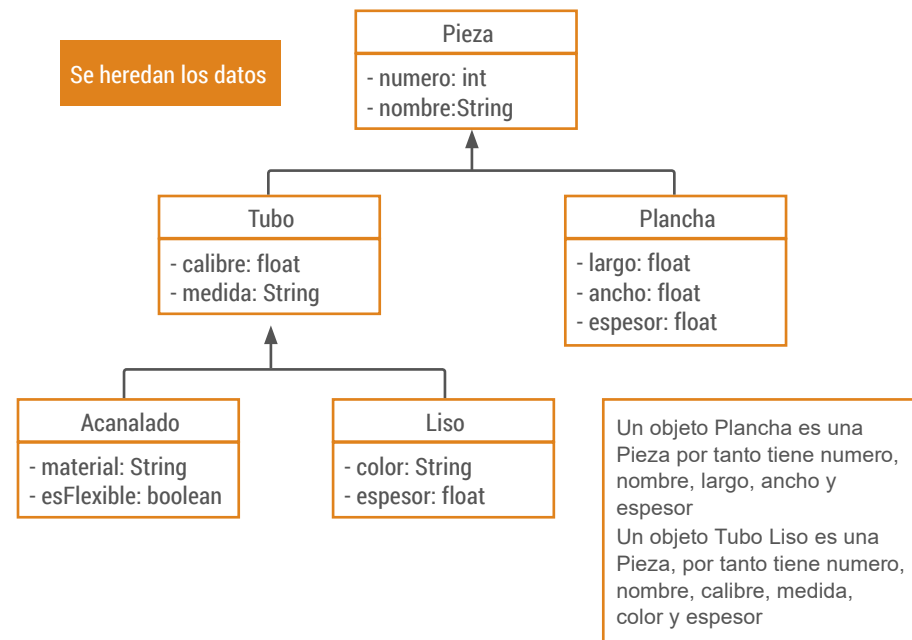 Pieza
Se heredan los datos
- numero: int
- nombre:String
Tubo
- calibre: float
- medida: String
Plancha
- largo: float
- ancho: float
- espesor: float
Acanalado
- material: String
- esFlexible: boolean
Liso
- color: String
- espesor: float
Un objeto Plancha es una
Pieza por tanto tiene numero,
nombre, largo, ancho y
espesor
Un objeto Tubo Liso es una
Pieza, por tanto tiene numero,
nombre, calibre, medida,
color y espesor